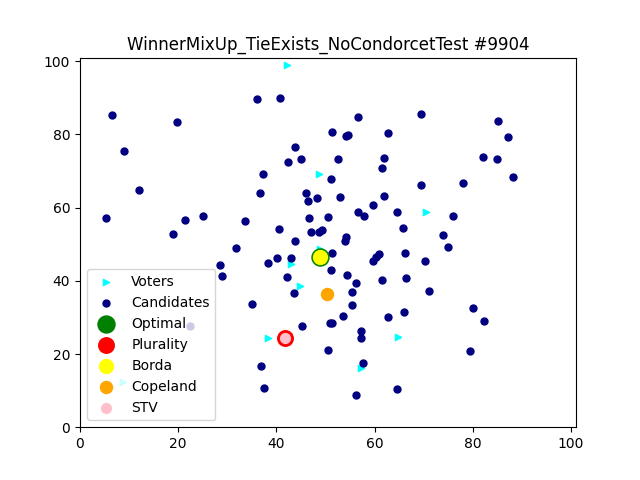 WinnerMixUp_TieExists_NoCondorcetTest #9904
100
80
60
40
20
0
Voters
Candidates
Optimal
Plurality
Borda
Copeland
STV
0 20 40 60 80 100